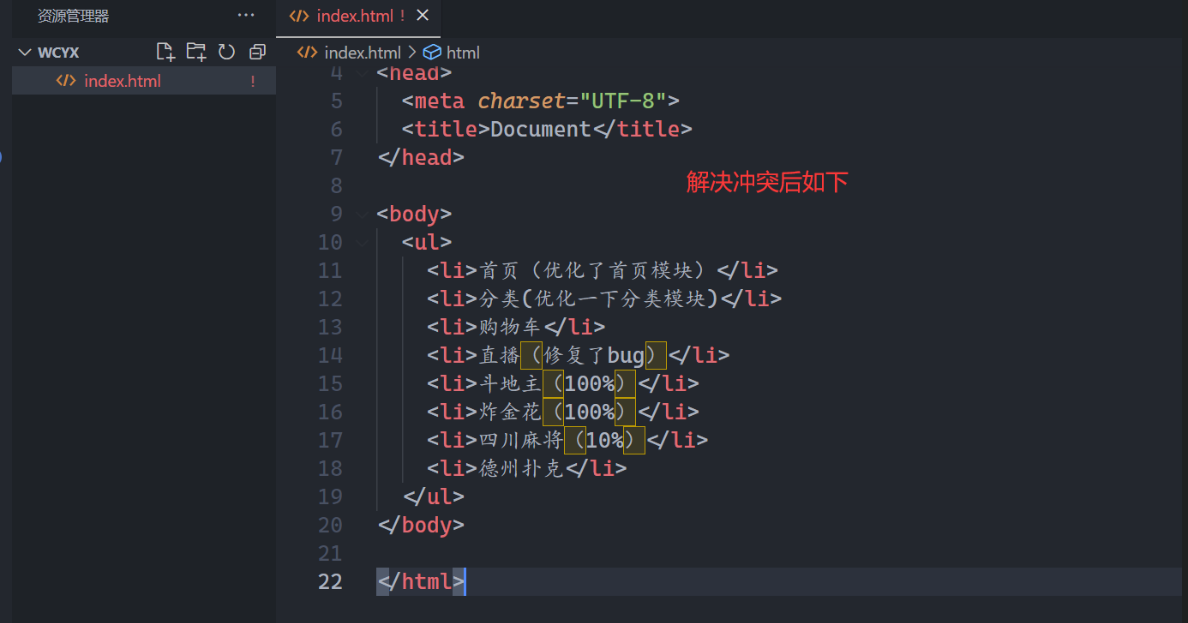 资源管理器 ··· index.html ! ×
WCYX index.html > html
index.html !
4 <head>
5 <meta charset="UTF-8">
6 <title>Document</title>
7 </head>
解决冲突后如下
8
9 <body>
10 <ul>
11 <li>首页（优化了首页模块）</li>
12 <li>分类(优化一下分类模块)</li>
13 <li>购物车</li>
14 <li>直播（修复了bug）</li>
15 <li>斗地主（100%）</li>
16 <li>炸金花（100%）</li>
17 <li>四川麻将（10%）</li>
18 <li>德州扑克</li>
19 </ul>
20 </body>
21
22 </html>